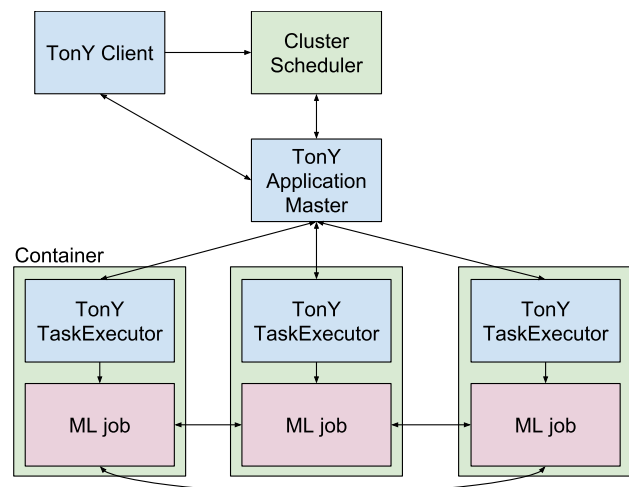 TonY Client
Cluster
Scheduler
TonY
Application
Master
Container
TonY
TaskExecutor
TonY
TaskExecutor
TonY
TaskExecutor
ML job
ML job
ML job